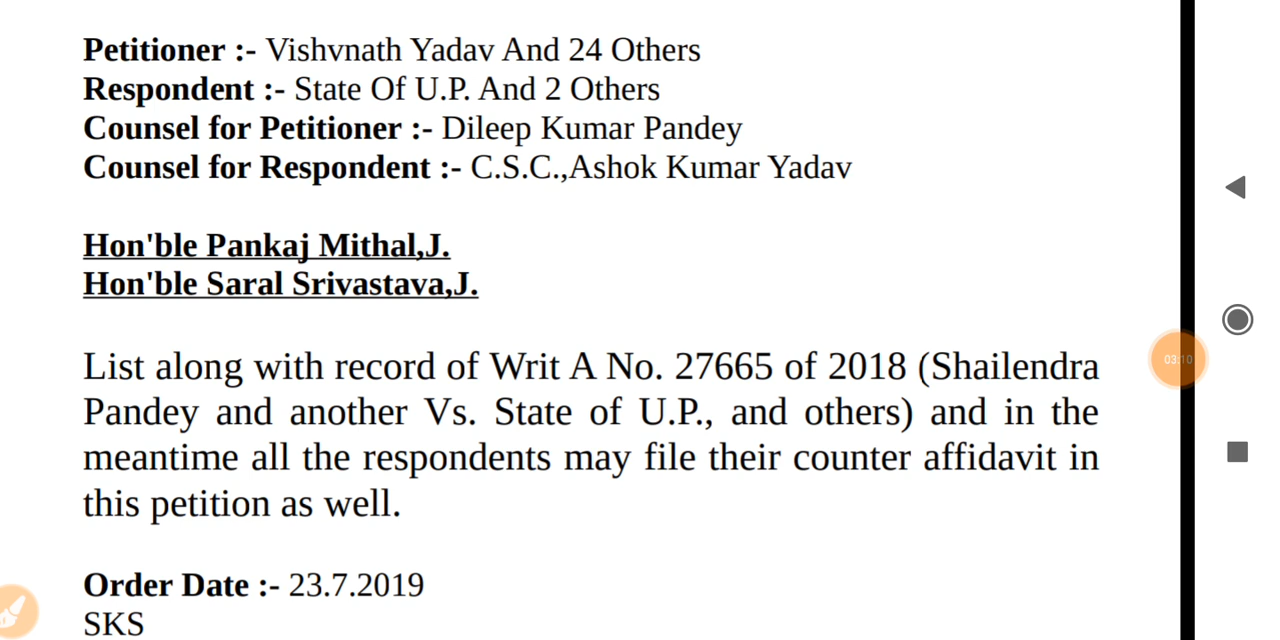 Petitioner :- Vishvnath Yadav And 24 Others
Respondent :- State Of U.P. And 2 Others
Counsel for Petitioner :- Dileep Kumar Pandey
Counsel for Respondent :- C.S.C.,Ashok Kumar Yadav
Hon'ble Pankaj Mithal,J.
Hon'ble Saral Srivastava,J.
List along with record of Writ A No. 27665 of 2018 (Shailendra
Pandey and another Vs. State of U.P., and others) and in the
meantime all the respondents may file their counter affidavit in
this petition as well.
Order Date :- 23.7.2019
SKS
03:10